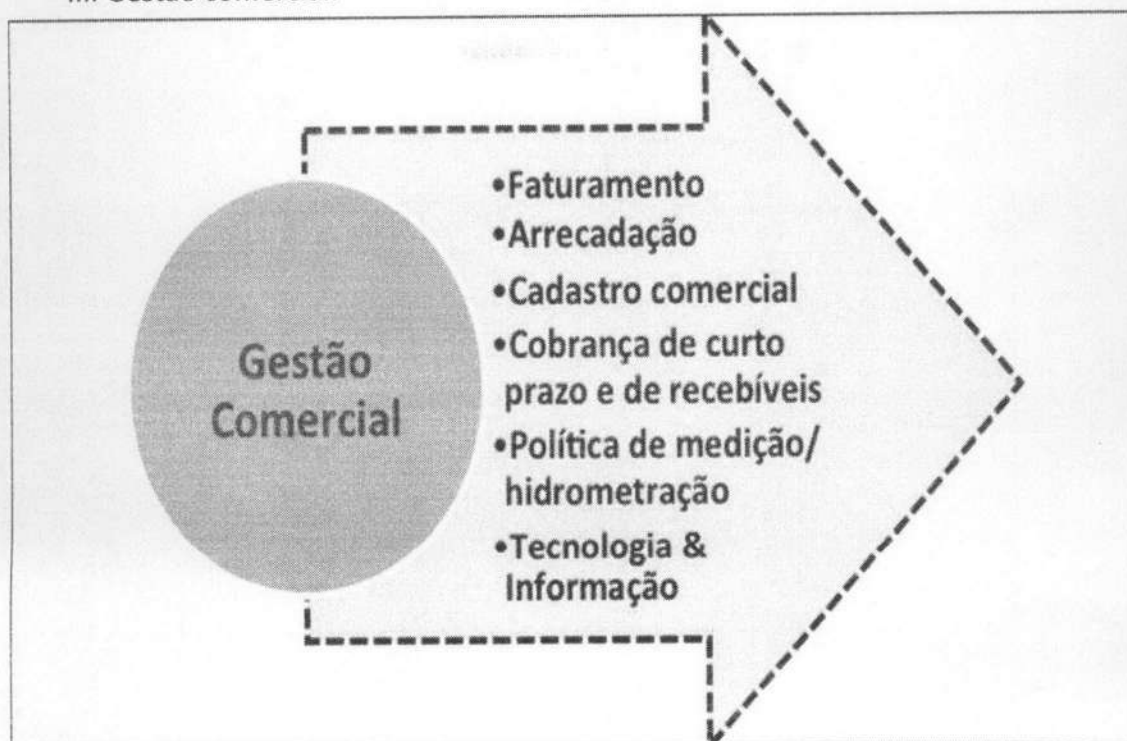 Gestão
Comercial
•Faturamento
•Arrecadação
•Cadastro comercial
•Cobrança de curto
prazo e de recebíveis
•Política de medição/
hidrometração
•Tecnologia &
Informação